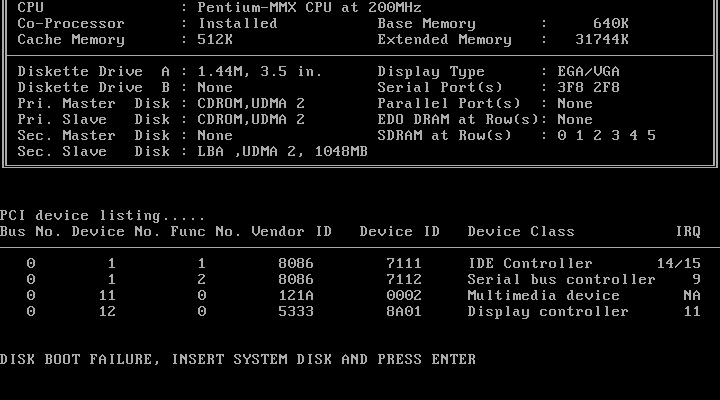 CPU : Pentium-MMX CPU at 200MHz
Co-Processor : Installed Base Memory : 640K
Cache Memory : 512K Extended Memory : 31744K
Diskette Drive A : 1.44M, 3.5 in. Display Type : EGA/VGA
Diskette Drive B : None Serial Port(s) : 3F8 2F8
Pri. Master Disk : CDROM,UDMA 2 Parallel Port(s) : None
Pri. Slave Disk : CDROM,UDMA 2 EDO DRAM at Row(s): None
Sec. Master Disk : None SDRAM at Row(s) : 0 1 2 3 4 5
Sec. Slave Disk : LBA ,UDMA 2, 1048MB
PCI device listing.....
Bus No. Device No. Func No. Vendor ID Device ID Device Class IRQ
0 1 1 8086 7111 IDE Controller 14/15
0 1 2 8086 7112 Serial bus controller 9
0 11 0 121A 0002 Multimedia device NA
0 12 0 5333 8A01 Display controller 11
DISK BOOT FAILURE, INSERT SYSTEM DISK AND PRESS ENTER